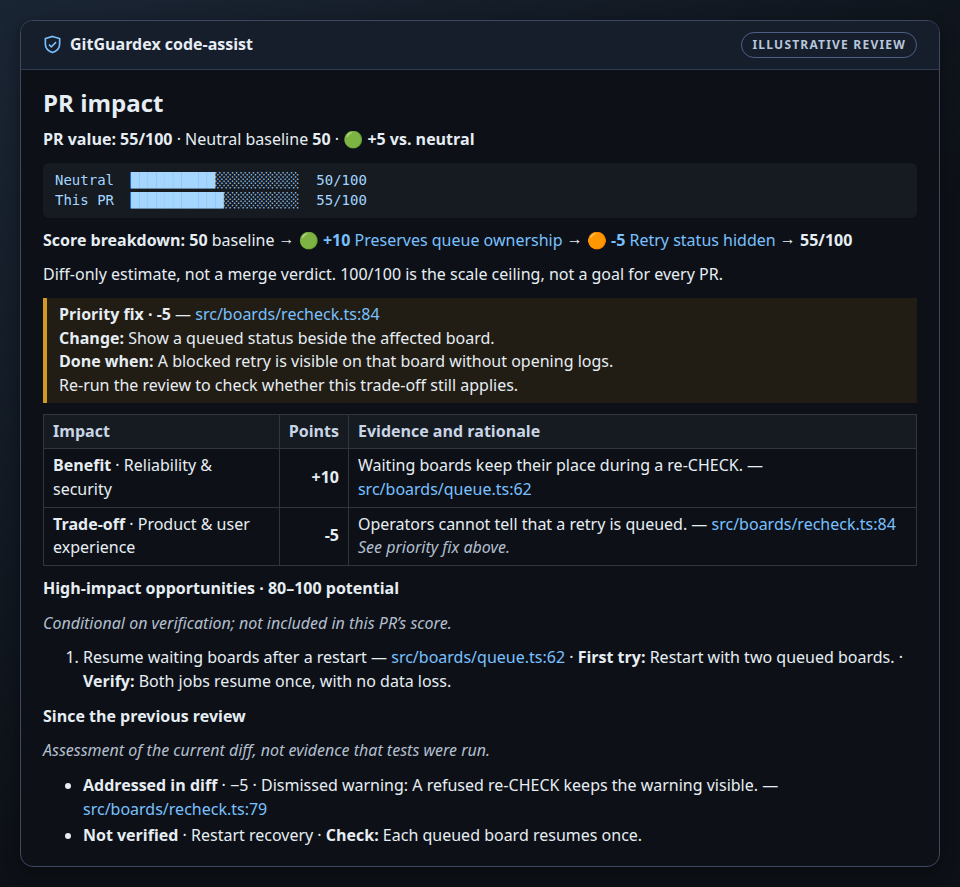 GitGuardex code-assist
ILLUSTRATIVE REVIEW
PR impact
PR value: 55/100 · Neutral baseline 50 · 🟢 +5 vs. neutral
Neutral ██████████░░░░░░░░░░ 50/100
This PR ███████████░░░░░░░░░ 55/100
Score breakdown: 50 baseline → 🟢 +10 Preserves queue ownership → 🟠 -5 Retry status hidden → 55/100
Diff-only estimate, not a merge verdict. 100/100 is the scale ceiling, not a goal for every PR.
Priority fix · -5 — src/boards/recheck.ts:84
Change: Show a queued status beside the affected board.
Done when: A blocked retry is visible on that board without opening logs.
Re-run the review to check whether this trade-off still applies.
Impact Points Evidence and rationale
Benefit · Reliability &
security
+10
Waiting boards keep their place during a re-CHECK. —
src/boards/queue.ts:62
Trade-off · Product & user
experience
-5
Operators cannot tell that a retry is queued. — src/boards/recheck.ts:84
See priority fix above.
High-impact opportunities · 80–100 potential
Conditional on verification; not included in this PR’s score.
1. Resume waiting boards after a restart — src/boards/queue.ts:62 · First try: Restart with two queued boards. ·
Verify: Both jobs resume once, with no data loss.
Since the previous review
Assessment of the current diff, not evidence that tests were run.
• Addressed in diff · −5 · Dismissed warning: A refused re-CHECK keeps the warning visible. —
src/boards/recheck.ts:79
• Not verified · Restart recovery · Check: Each queued board resumes once.